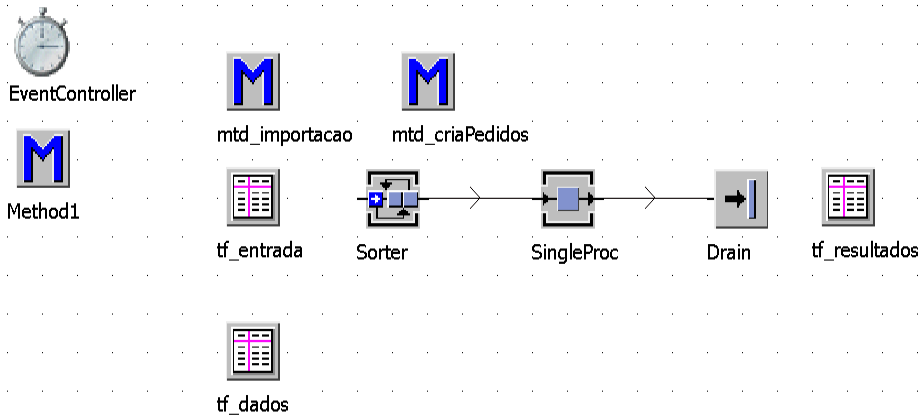 EventController
mtd_importacao
mtd_criaPedidos
Method1
tf_entrada
Sorter
SingleProc
Drain
tf_resultados
tf_dados